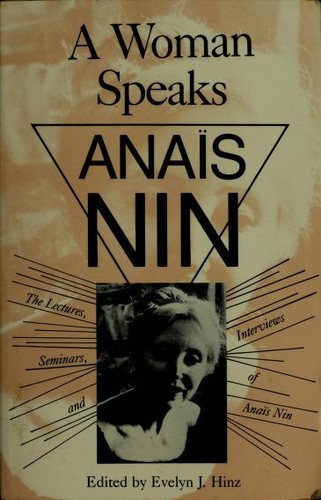 A Woman
Speaks
ANAÏS
NIN
The Lectures,
Seminars,
and
Interviews
of
Anaïs Nin
Edited by Evelyn J. Hinz